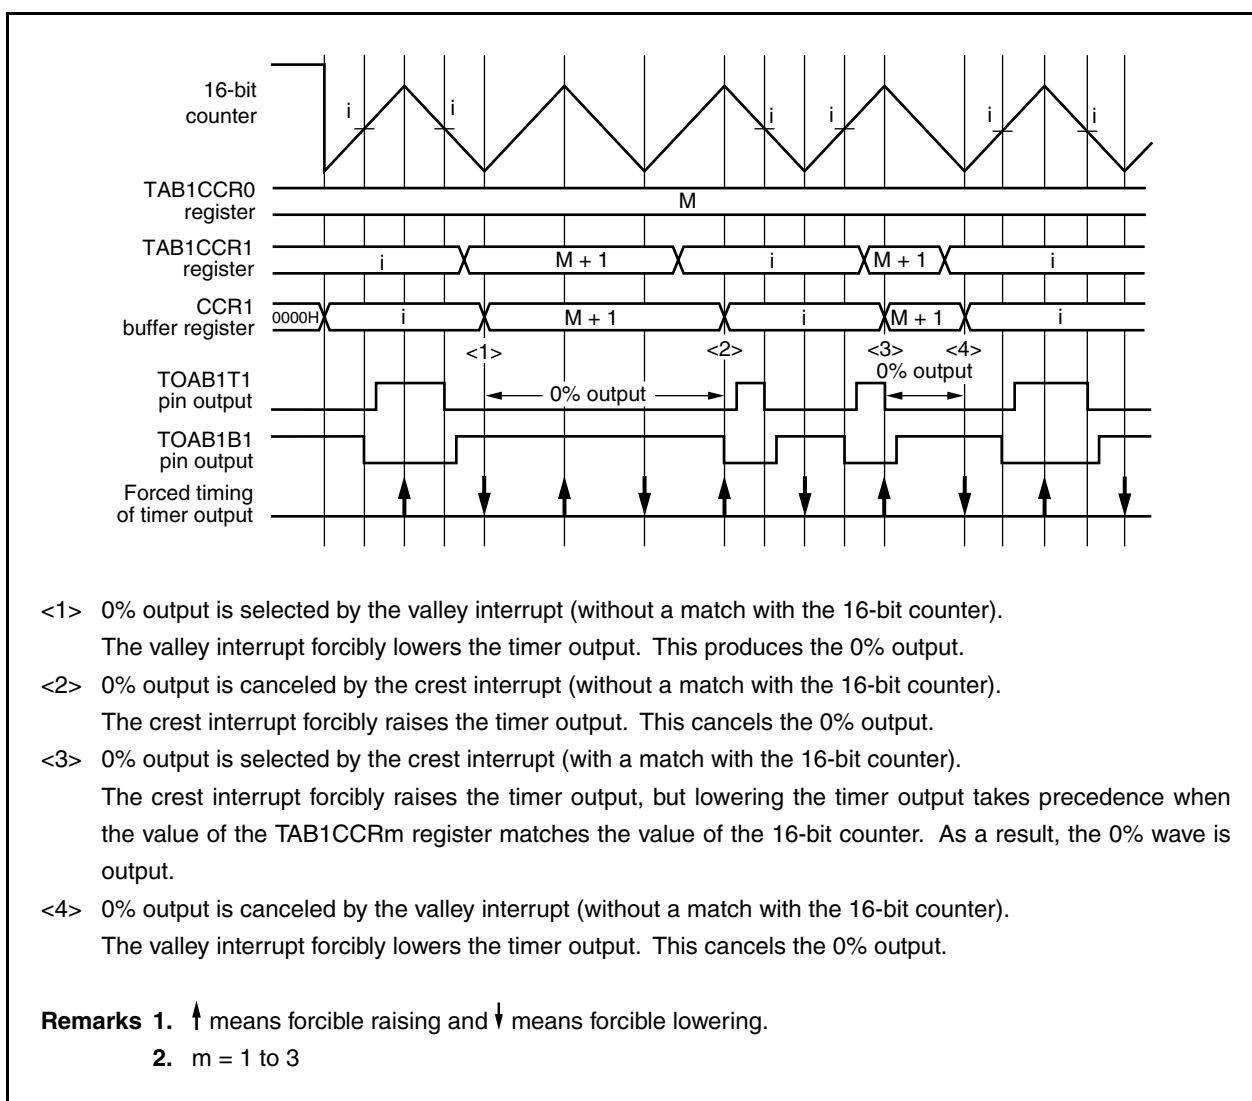 16-bit
counter
i
i
i
i
i
i
TAB1CCR0
register
M
TAB1CCR1
register
i
M + 1
i
M + 1
i
CCR1
buffer register
0000H
i
M + 1
i
M + 1
i
<1>
<2>
<3>
<4>
TOAB1T1
pin output
0% output
0% output
TOAB1B1
pin output
Forced timing
of timer output
<1> 0% output is selected by the valley interrupt (without a match with the 16-bit counter).
The valley interrupt forcibly lowers the timer output. This produces the 0% output.
<2> 0% output is canceled by the crest interrupt (without a match with the 16-bit counter).
The crest interrupt forcibly raises the timer output. This cancels the 0% output.
<3> 0% output is selected by the crest interrupt (with a match with the 16-bit counter).
The crest interrupt forcibly raises the timer output, but lowering the timer output takes precedence when
the value of the TAB1CCRm register matches the value of the 16-bit counter. As a result, the 0% wave is
output.
<4> 0% output is canceled by the valley interrupt (without a match with the 16-bit counter).
The valley interrupt forcibly lowers the timer output. This cancels the 0% output.
Remarks 1. ↑ means forcible raising and ↓ means forcible lowering.
2. m = 1 to 3